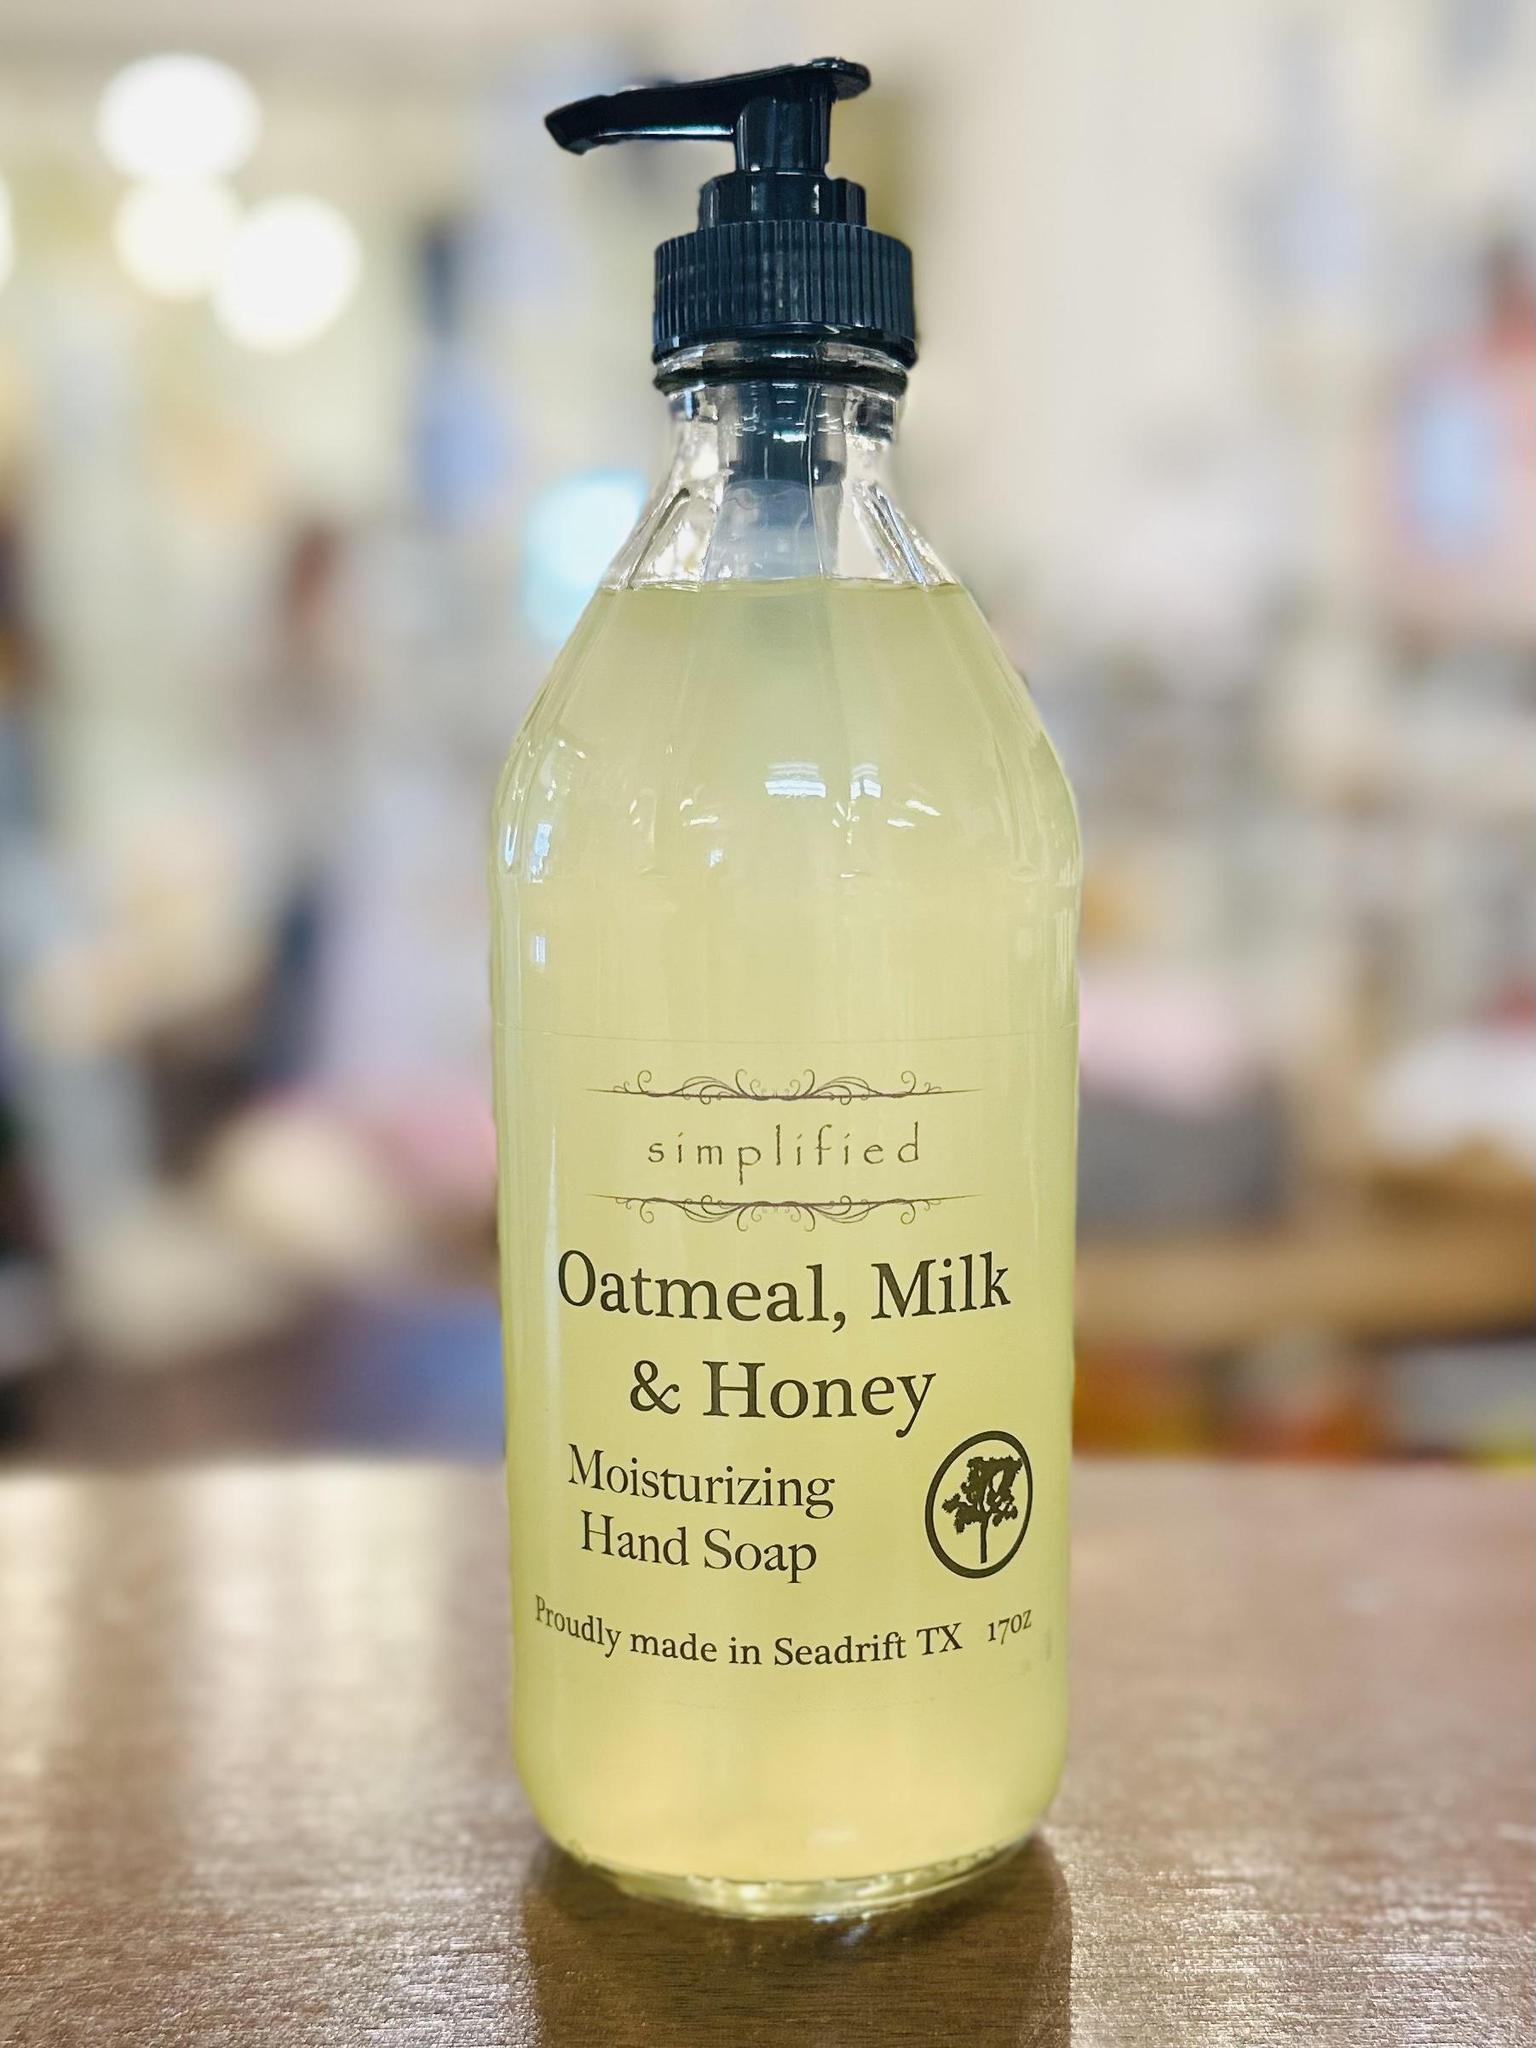 simplified
Oatmeal, Milk
& Honey
Moisturizing
Hand Soap
Proudly made in Seadrift TX 17oz